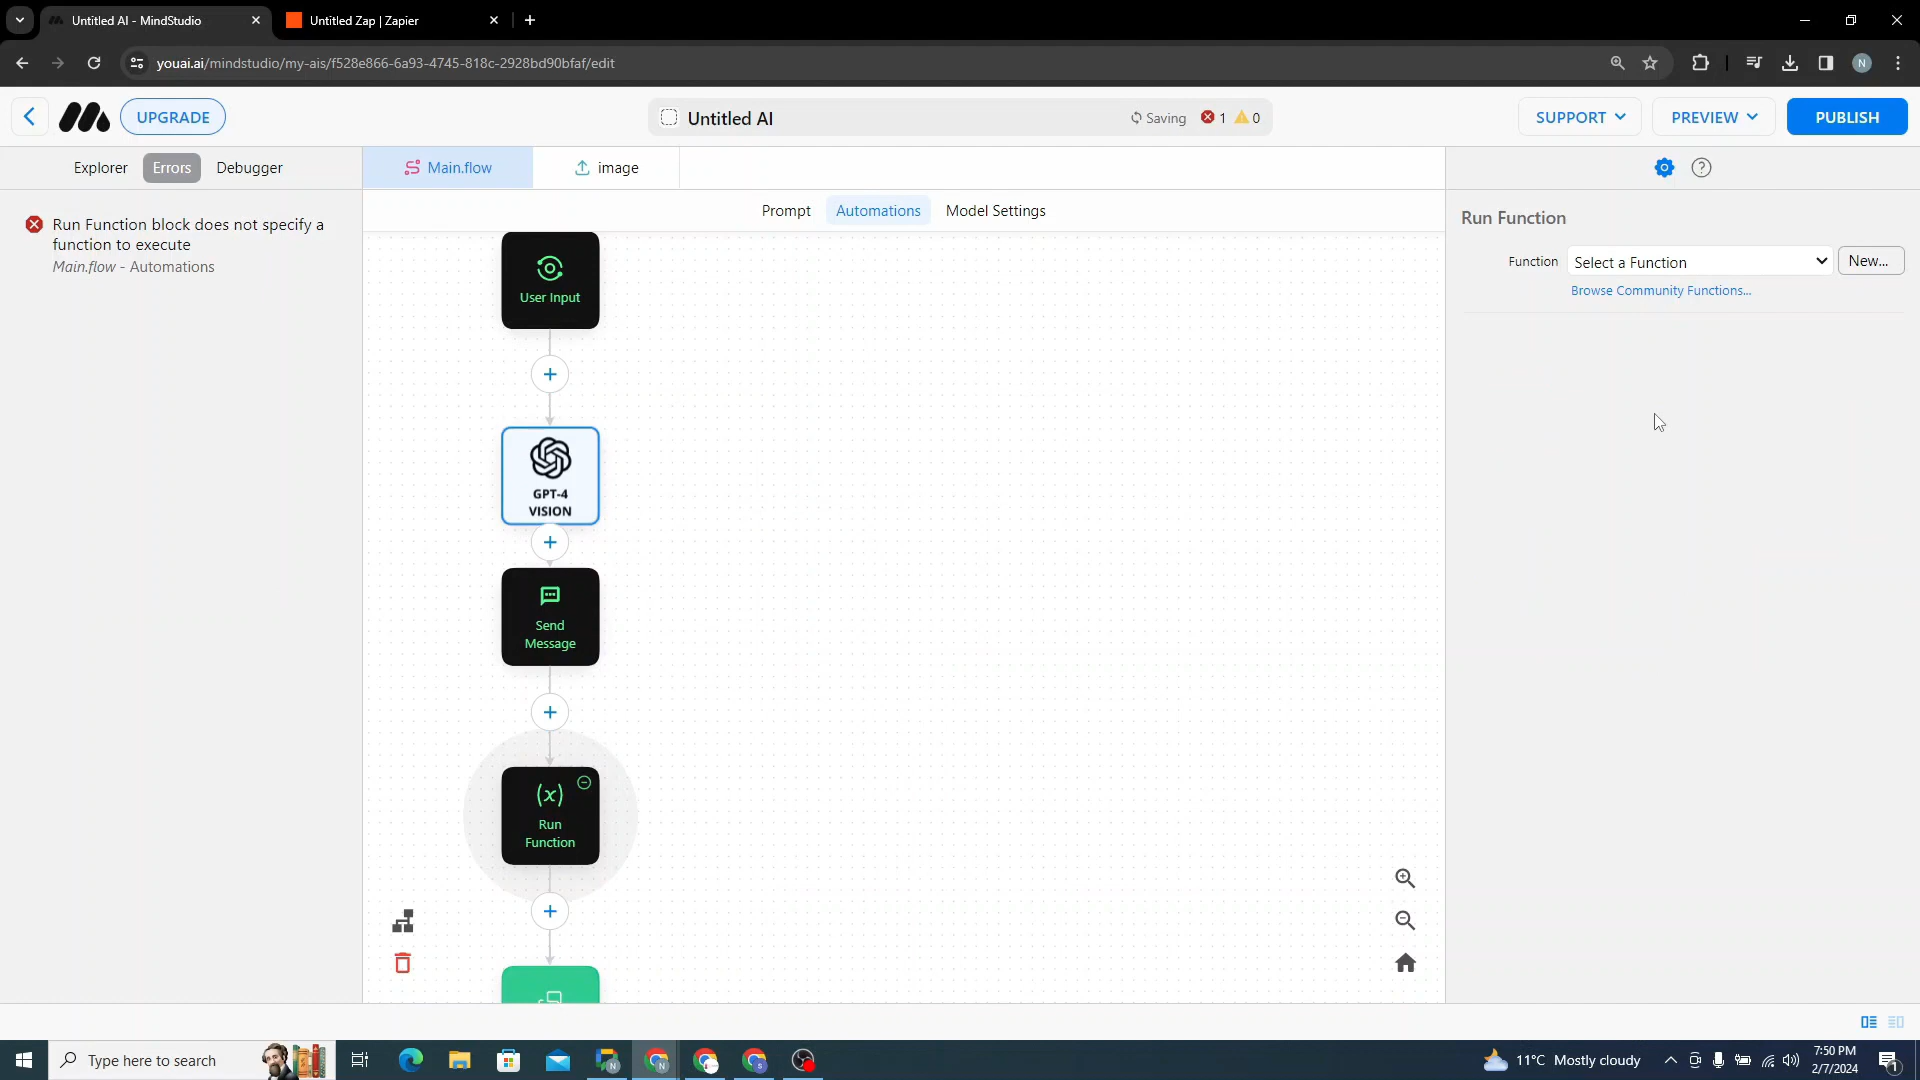 Untitled AI - MindStudio
Untitled Zap | Zapier
youai.ai/mindstudio/my-ais/f528e866-6a93-4745-818c-2928bd90bfaf/edit
N
UPGRADE
Untitled AI
Saving
1
0
SUPPORT
PREVIEW
PUBLISH
Explorer
Errors
Debugger
Main.flow
image
Prompt
Automations
Model Settings
Run Function block does not specify a
function to execute
Main.flow - Automations
User Input
GPT-4
VISION
Send
Message
(x)
Run
Function
Run Function
Function
Select a Function
New...
Browse Community Functions...
Type here to search
11°C Mostly cloudy
7:50 PM
2/7/2024
1